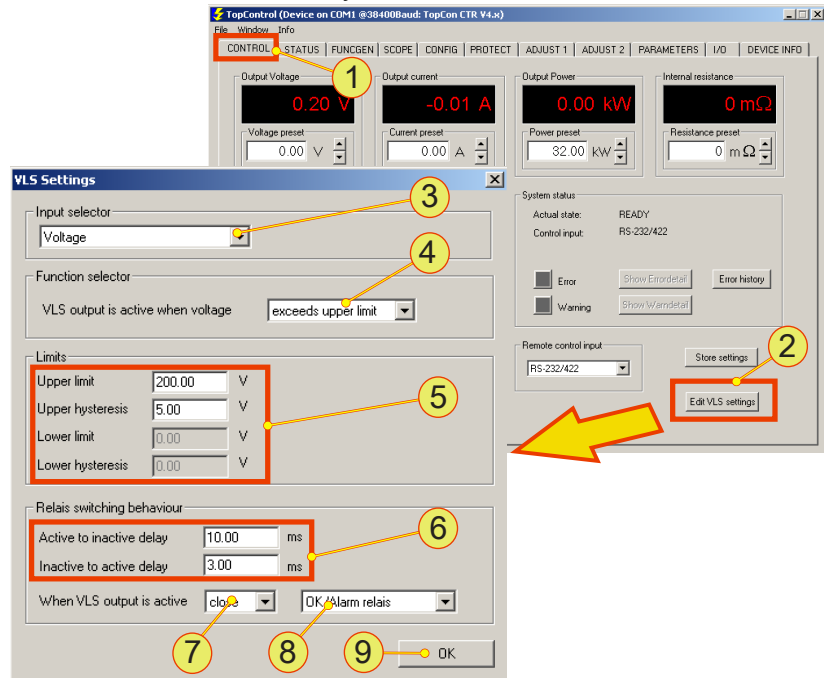 TopControl (Device on COM1 @38400Baud: TopCon CTR V4.x)
File Window Info
CONTROL STATUS FUNCGEN SCOPE CONFIG PROTECT ADJUST 1 ADJUST 2 PARAMETERS I/O DEVICE INFO
1
Output Voltage Output current Output Power Internal resistance
0.20 V -0.01 A 0.00 kW 0 mΩ
Voltage preset Current preset Power preset Resistance preset
0.00 V 0.00 A 32.00 kW 0 mΩ
System status
Actual state: READY
Control input: RS-232/422
Error Show Errordetail Error history
Warning Show Warndetail
Remote control input
RS-232/422
Store settings
2
Edit VLS settings
VLS Settings
3
Input selector
Voltage
4
Function selector
VLS output is active when voltage exceeds upper limit
Limits
Upper limit 200.00 V
Upper hysteresis 5.00 V
5
Lower limit 0.00 V
Lower hysteresis 0.00 V
Relais switching behaviour
6
Active to inactive delay 10.00 ms
Inactive to active delay 3.00 ms
When VLS output is active close OK/Alarm relais
7 8 9 OK